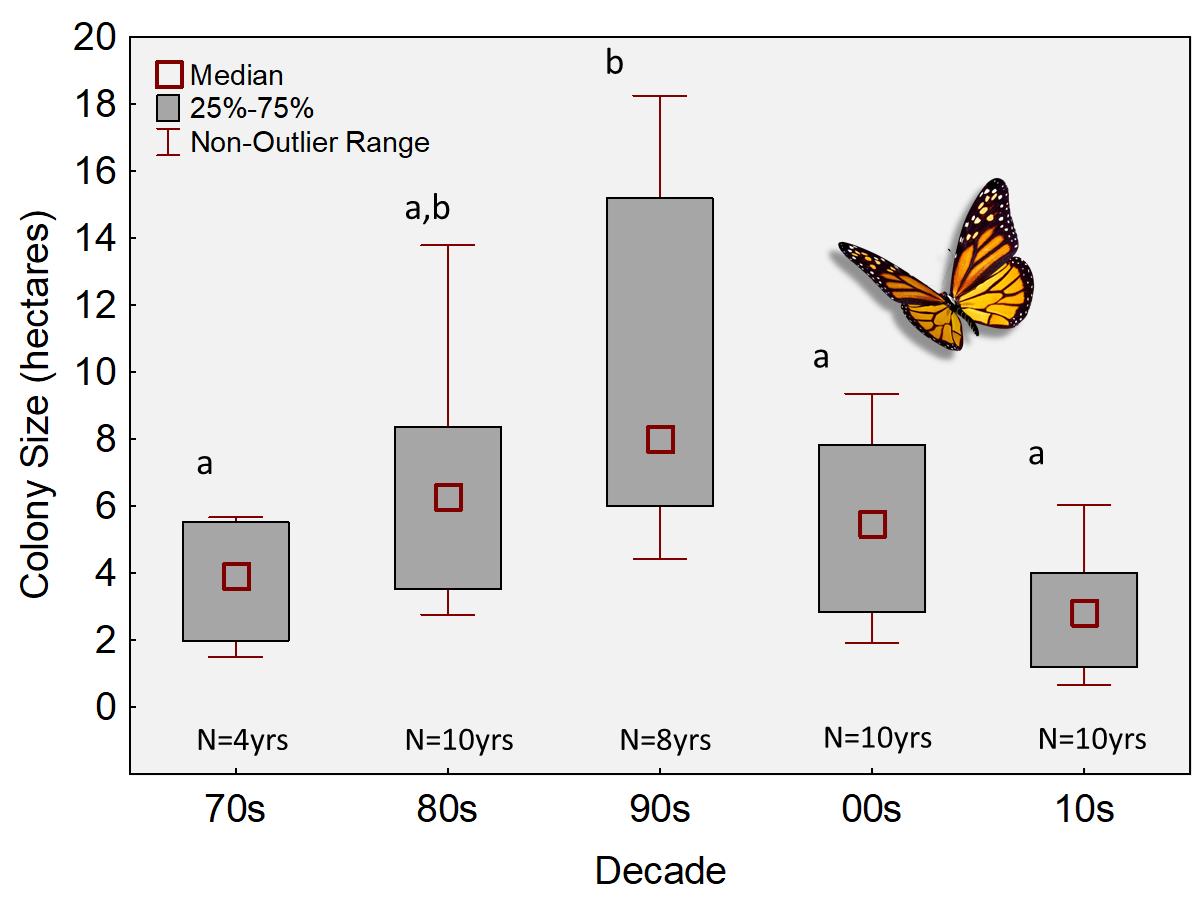 20
18
16
14
12
10
8
6
4
2
0
Colony Size (hectares)
Median
25%-75%
Non-Outlier Range
a
a,b
b
a
a
N=4yrs
N=10yrs
N=8yrs
N=10yrs
N=10yrs
70s
80s
90s
00s
10s
Decade